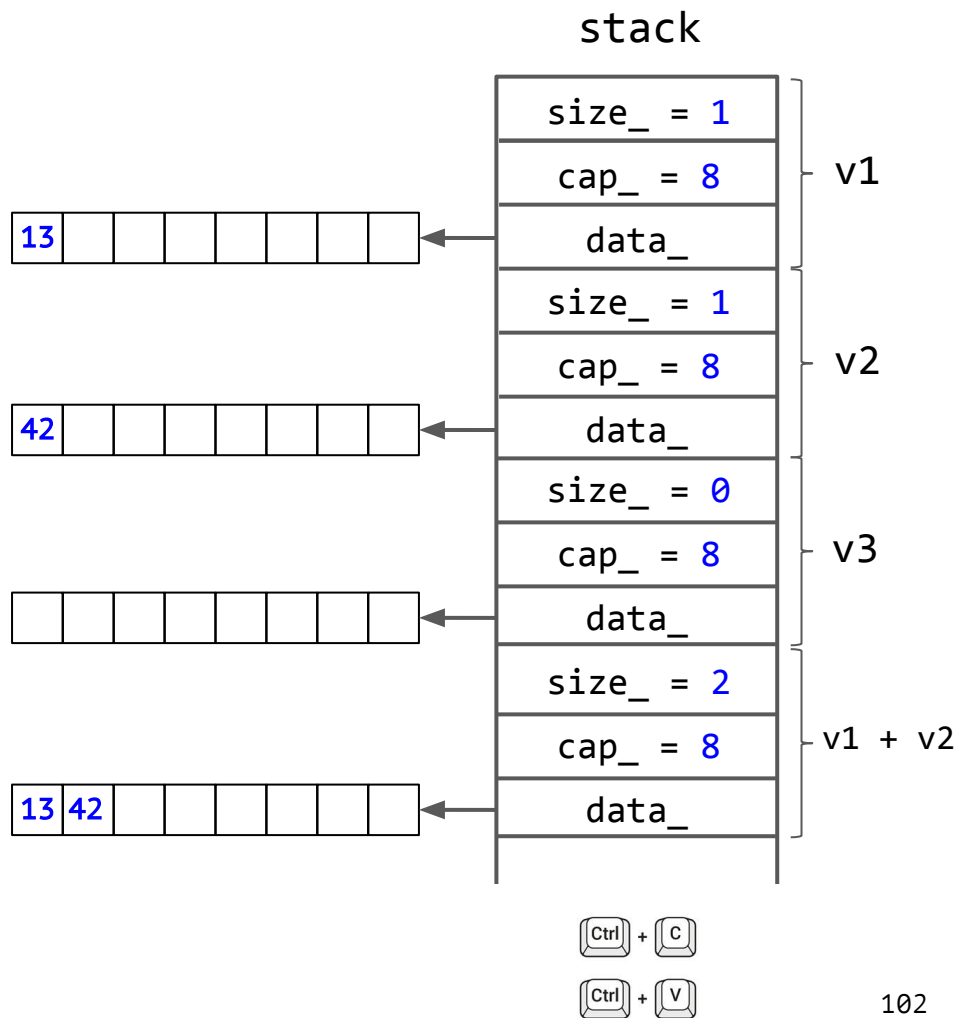 stack
size_ = 1
cap_ = 8
v1
13
data_
size_ = 1
cap_ = 8
v2
42
data_
size_ = 0
cap_ = 8
v3
data_
size_ = 2
cap_ = 8
v1 + v2
13 42
data_
Ctrl + C
Ctrl + V
102